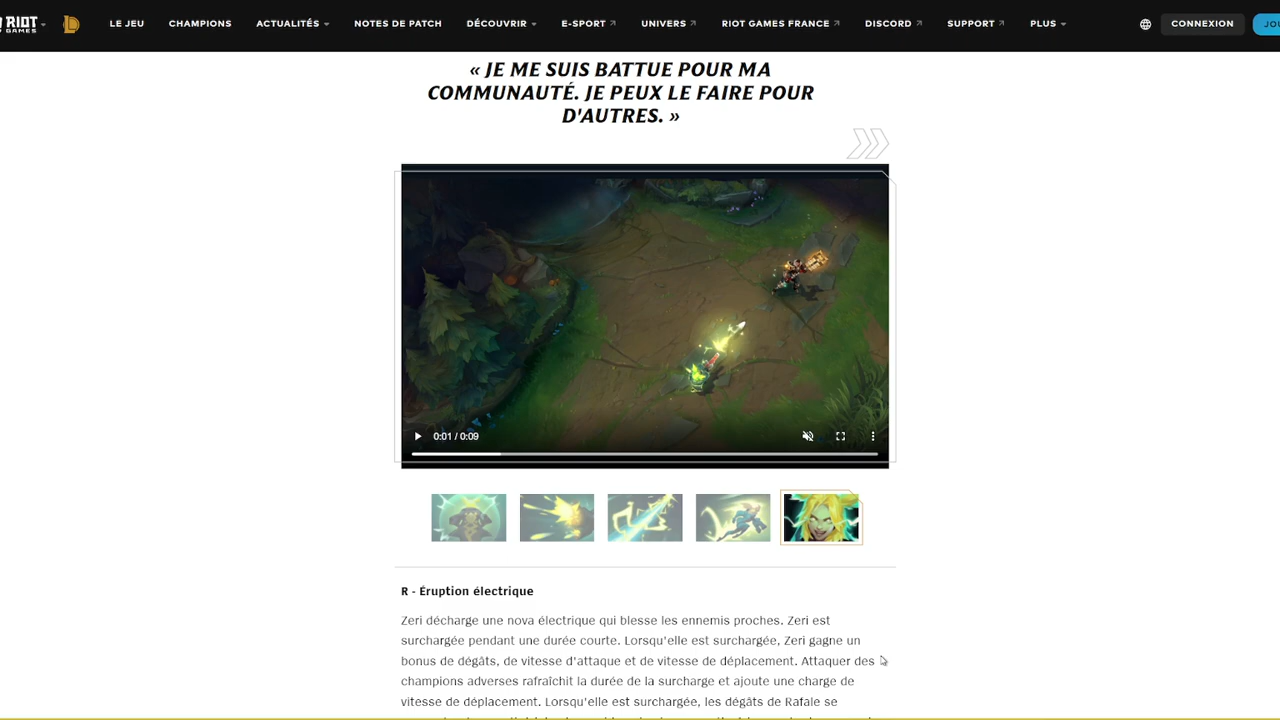 RIOT GAMES LE JEU CHAMPIONS ACTUALITÉS NOTES DE PATCH DÉCOUVRIR E-SPORT UNIVERS RIOT GAMES FRANCE DISCORD SUPPORT PLUS CONNEXION
« JE ME SUIS BATTUE POUR MA
COMMUNAUTÉ. JE PEUX LE FAIRE POUR
D'AUTRES. »
0:01 / 0:09
R - Éruption électrique
Zeri décharge une nova électrique qui blesse les ennemis proches. Zeri est
surchargée pendant une durée courte. Lorsqu'elle est surchargée, Zeri gagne un
bonus de dégâts, de vitesse d'attaque et de vitesse de déplacement. Attaquer des
champions adverses rafraîchit la durée de la surcharge et ajoute une charge de
vitesse de déplacement. Lorsqu'elle est surchargée, les dégâts de Rafale se